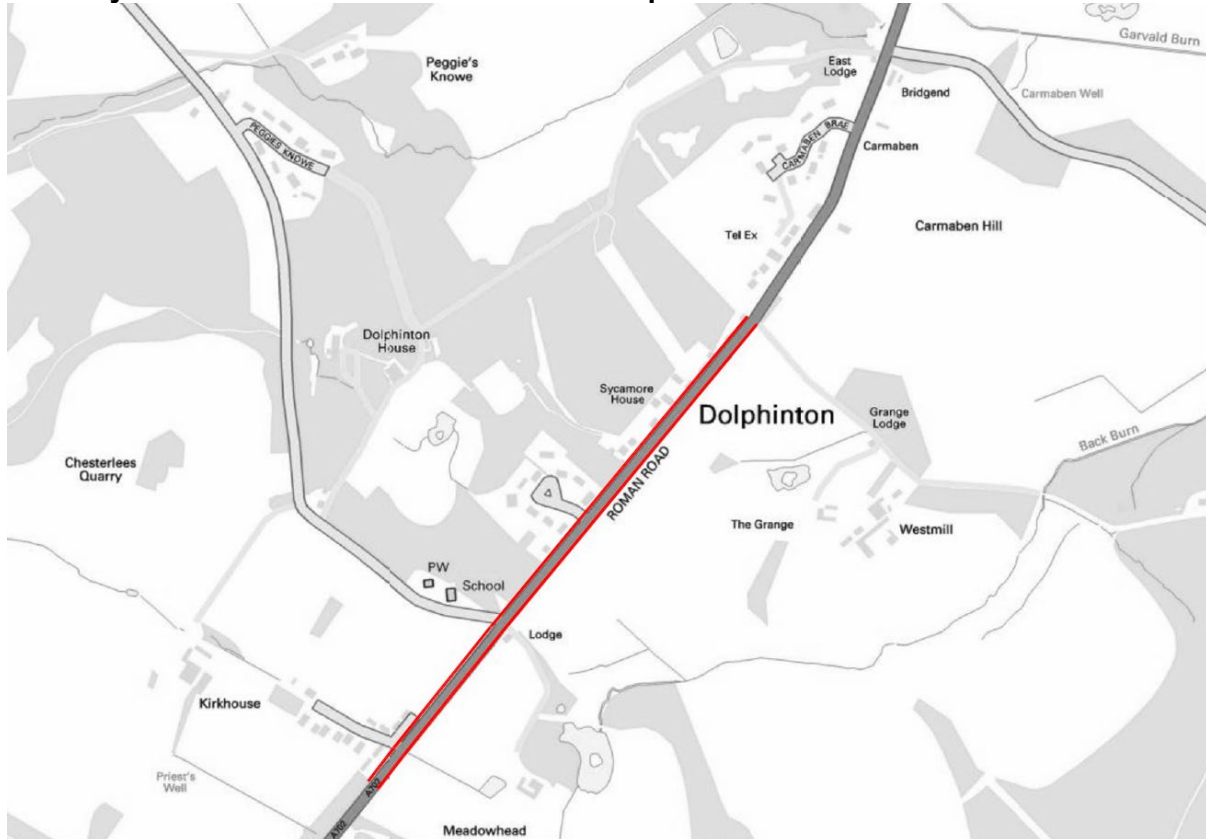 Garvald Burn
Peggie's
Knowe
East
Lodge
Bridgend
Carmaben Well
PEGGIES KNOWE
CARMABEN BRAE
Carmaben
Tel Ex
Carmaben Hill
Dolphinton
House
Sycamore
House
Dolphinton
Grange
Lodge
Back Burn
Chesterlees
Quarry
ROMAN ROAD
The Grange
Westmill
PW
School
Lodge
Kirkhouse
Priest's
Well
A702
A702
Meadowhead